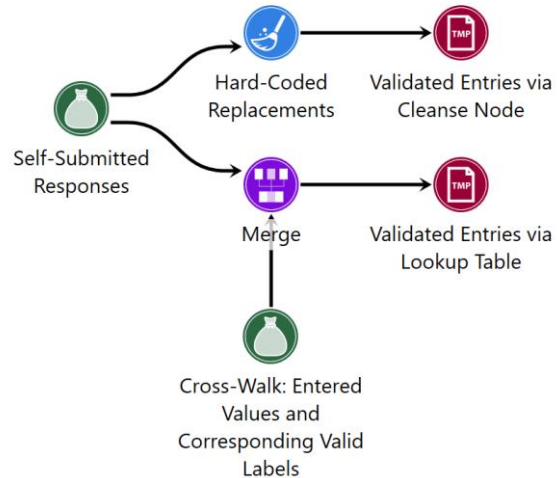 TMP
TMP
Hard-Coded
Replacements
Validated Entries via
Cleanse Node
Self-Submitted
Responses
Merge
Validated Entries via
Lookup Table
Cross-Walk: Entered
Values and
Corresponding Valid
Labels